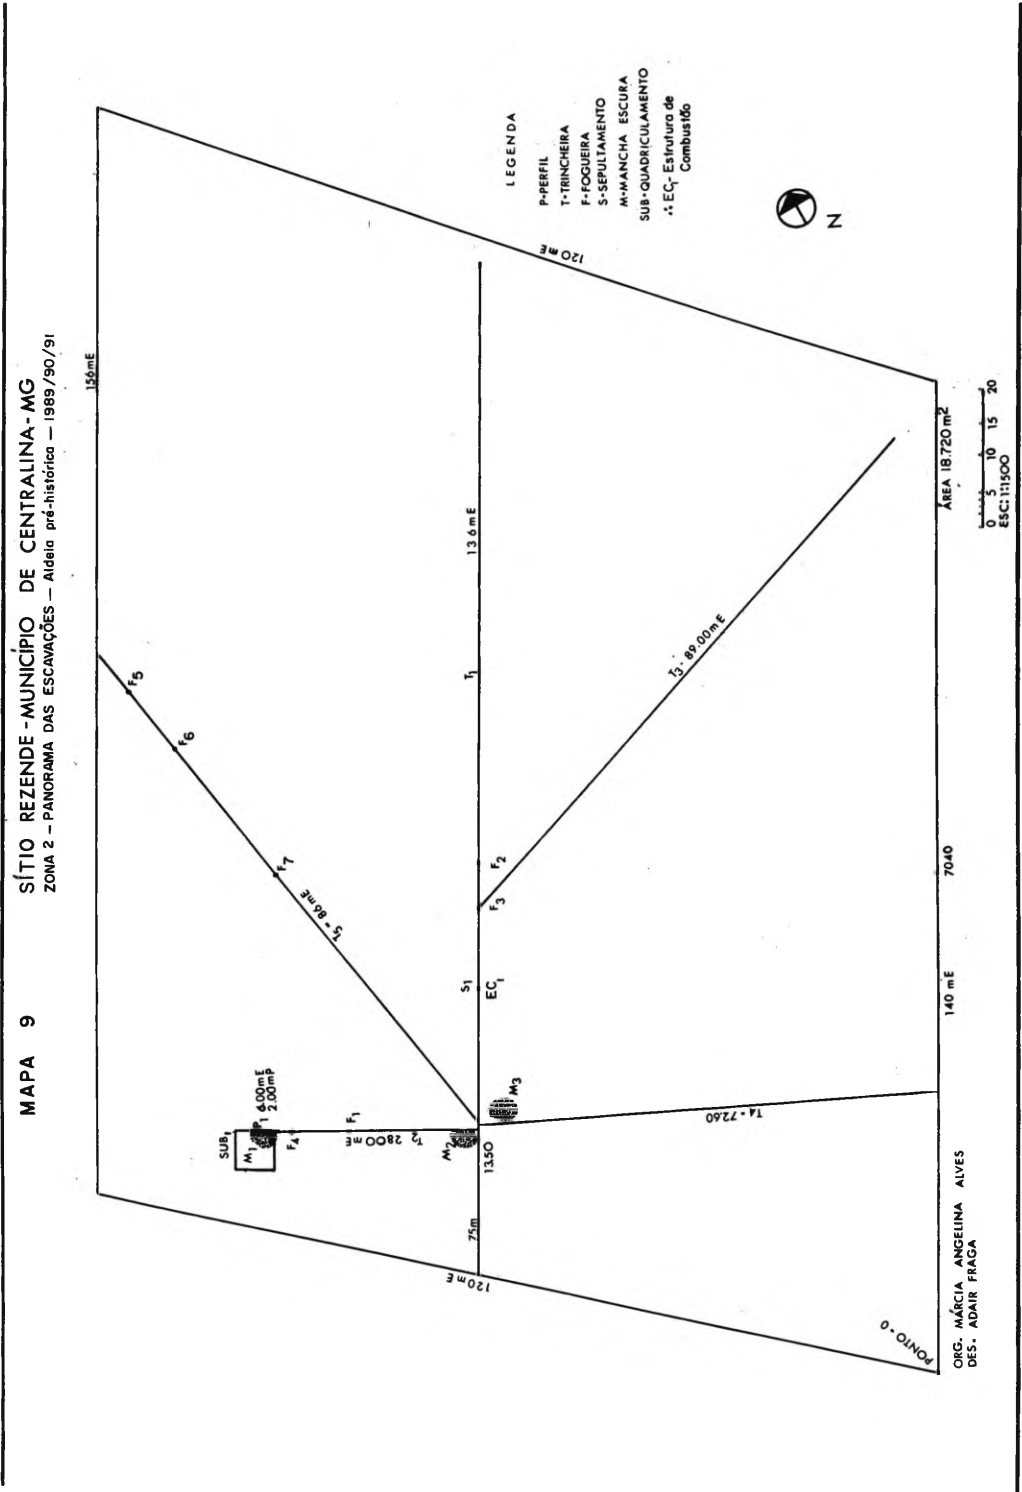 MAPA 9
SÍTIO REZENDE-MUNICÍPIO DE CENTRALINA-MG
ZONA 2 – PANORAMA DAS ESCAVAÇÕES – Aldeia pré-histórica – 1989/90/91
156mE
F5
F6
F7
T5 = 86mE
SUB1
M1
P1 6.00mE
2.00mP
F4
F1
T2 28.00 mE
M2
13.50
M3
75m
120mE
S1
EC1
F3
F2
T1
136mE
120mE
T3 - 89.00mE
T4 - 72.60
PONTO-0
140 mE
7040
ÁREA 18.720m2
0 5 10 15 20
ESC: 1:1500
LEGENDA
P-PERFIL
T-TRINCHEIRA
F-FOGUEIRA
S-SEPULTAMENTO
M-MANCHA ESCURA
SUB-QUADRICULAMENTO
∴ EC1- Estrutura de
Combustão
N
ORG. MÁRCIA ANGELINA ALVES
DES. ADAIR FRAGA